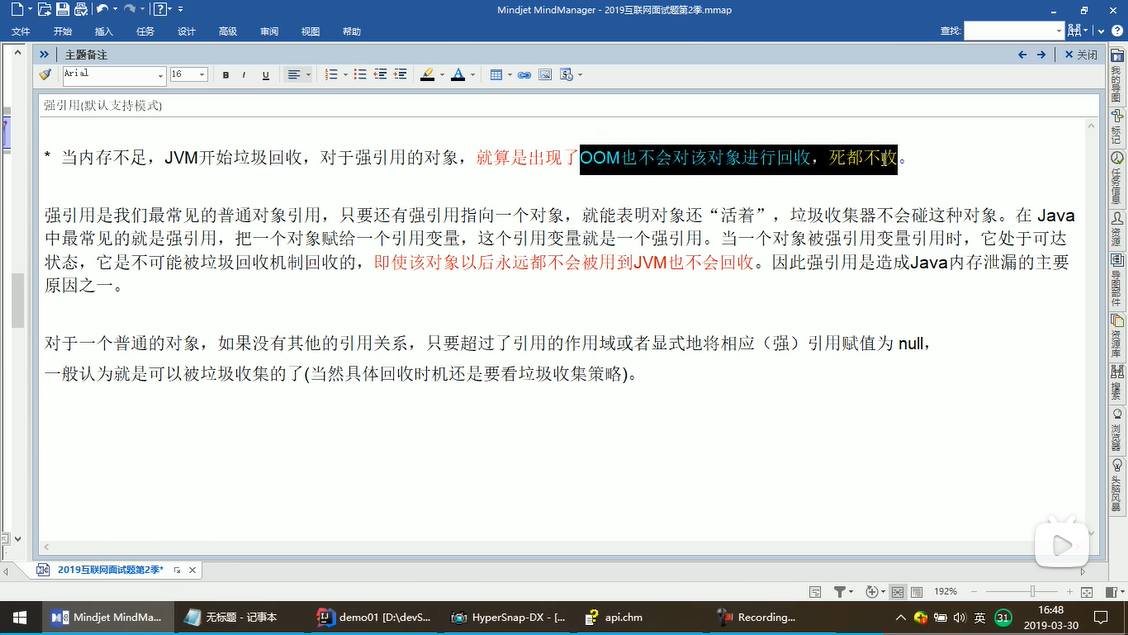 Mindjet MindManager - 2019互联网面试题第2季.mmap
文件 开始 插入 任务 设计 高级 审阅 视图 帮助 查找:
主题备注 关闭
Arial 16 B I U A
强引用(默认支持模式)
* 当内存不足，JVM开始垃圾回收，对于强引用的对象，就算是出现了OOM也不会对该对象进行回收，死都不收。
强引用是我们最常见的普通对象引用，只要还有强引用指向一个对象，就能表明对象还“活着”，垃圾收集器不会碰这种对象。在 Java
中最常见的就是强引用，把一个对象赋给一个引用变量，这个引用变量就是一个强引用。当一个对象被强引用变量引用时，它处于可达
状态，它是不可能被垃圾回收机制回收的，即使该对象以后永远都不会被用到JVM也不会回收。因此强引用是造成Java内存泄漏的主要
原因之一。
对于一个普通的对象，如果没有其他的引用关系，只要超过了引用的作用域或者显式地将相应（强）引用赋值为 null，
一般认为就是可以被垃圾收集的了(当然具体回收时机还是要看垃圾收集策略)。
我的导图
标记
任务信息
资源
导图部件
资源库
搜索
浏览器
头脑风暴
2019互联网面试题第2季*
192%
Mindjet MindMa... 无标题 - 记事本 demo01 [D:\devS... HyperSnap-DX - [... api.chm Recording... 英 31 16:48
2019-03-30